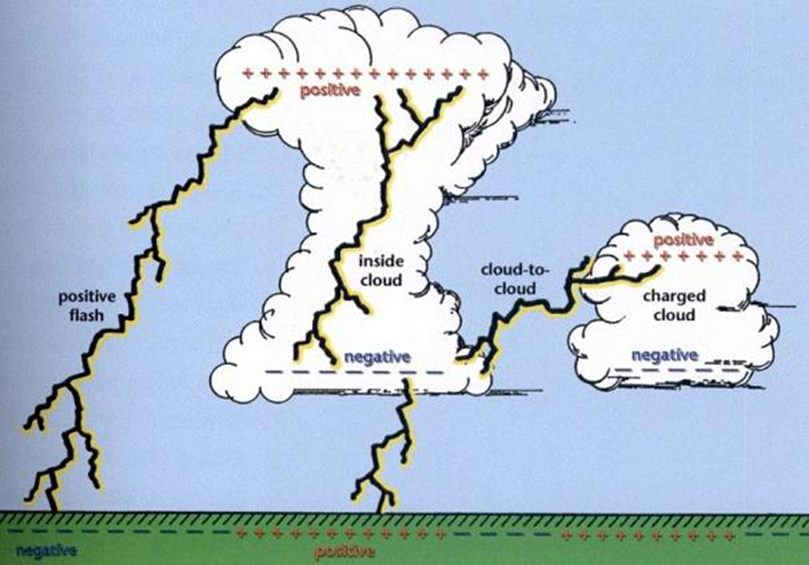 + + + + + + + + + + + + + +
positive
positive
flash
inside
cloud
cloud-to-
cloud
positive
+ + + + + + +
charged
cloud
negative
negative
negative
positive